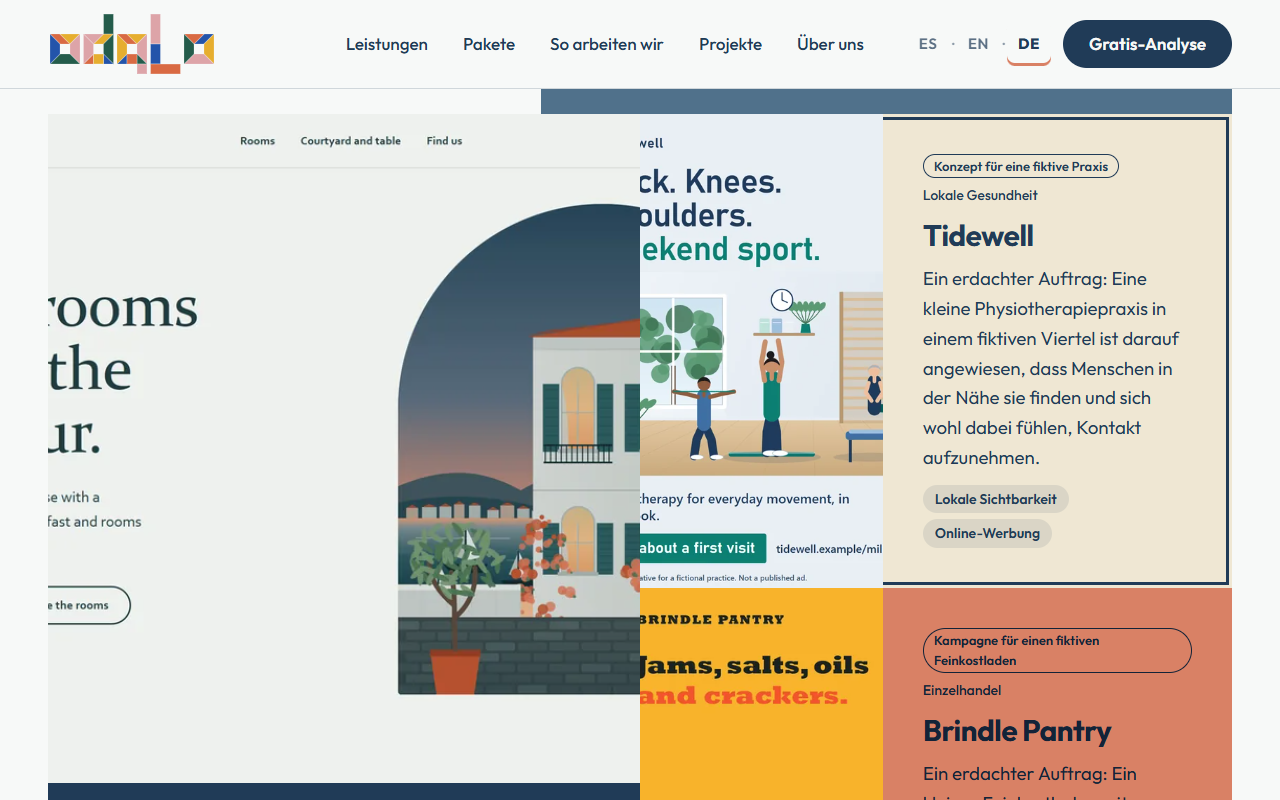 odalo
Leistungen
Pakete
So arbeiten wir
Projekte
Über uns
ES · EN · DE
Gratis-Analyse
Rooms
Courtyard and table
Find us
rooms
the
ur.
se with a
fast and rooms
e the rooms
well
ck. Knees.
oulders.
ekend sport.
therapy for everyday movement, in
ok.
about a first visit
tidewell.example/mil
ative for a fictional practice. Not a published ad.
Konzept für eine fiktive Praxis
Lokale Gesundheit
Tidewell
Ein erdachter Auftrag: Eine
kleine Physiotherapiepraxis in
einem fiktiven Viertel ist darauf
angewiesen, dass Menschen in
der Nähe sie finden und sich
wohl dabei fühlen, Kontakt
aufzunehmen.
Lokale Sichtbarkeit
Online-Werbung
BRINDLE PANTRY
Jams, salts, oils
and crackers.
Kampagne für einen fiktiven
Feinkostladen
Einzelhandel
Brindle Pantry
Ein erdachter Auftrag: Ein